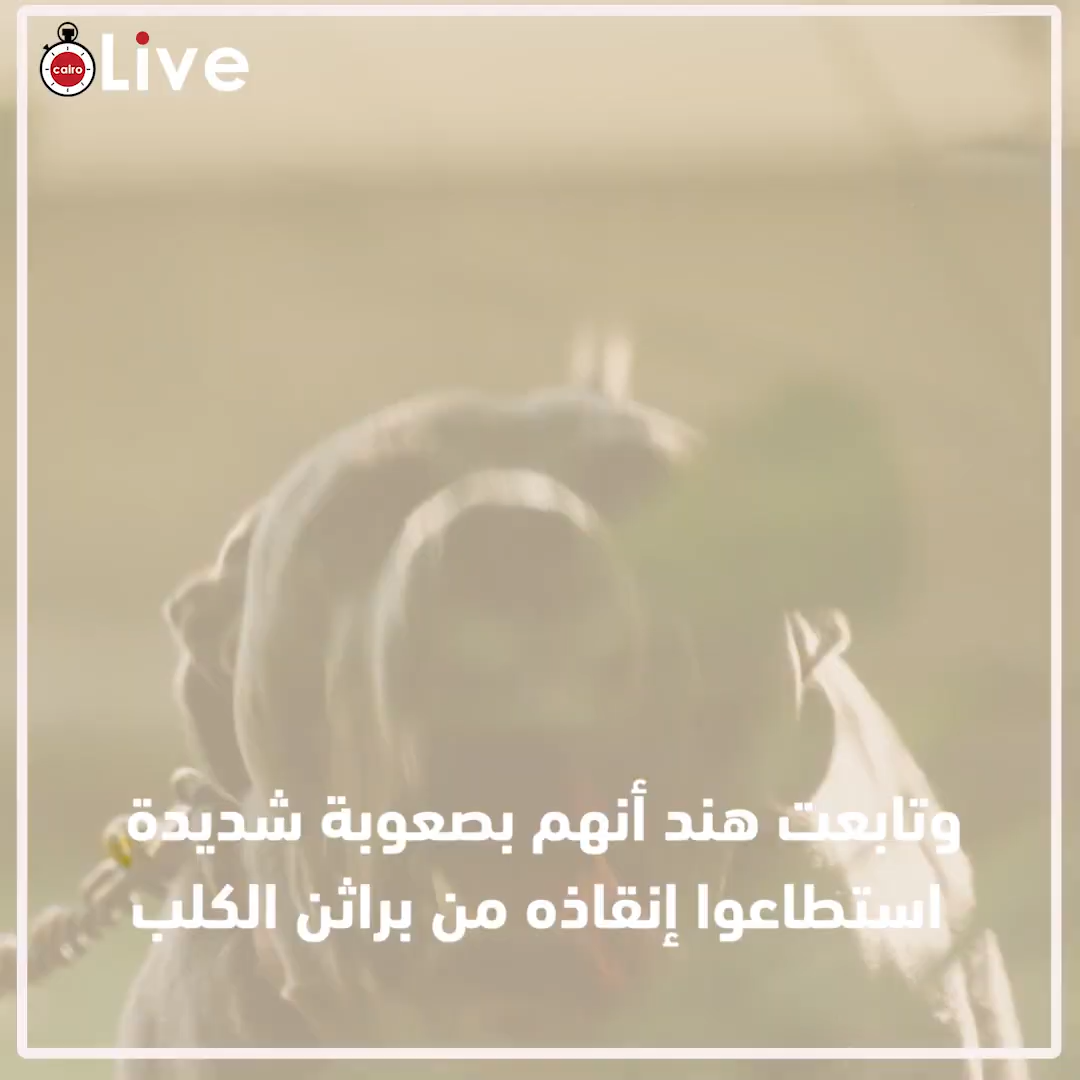 cairo
Live
وتابعت هند أنهم بصعوبة شديدة
استطاعوا إنقاذه من براثن الكلب